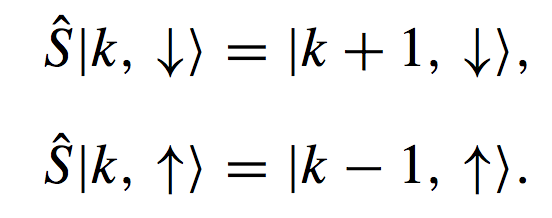 Ŝ|k, ↓⟩ = |k + 1, ↓⟩,
Ŝ|k, ↑⟩ = |k − 1, ↑⟩.